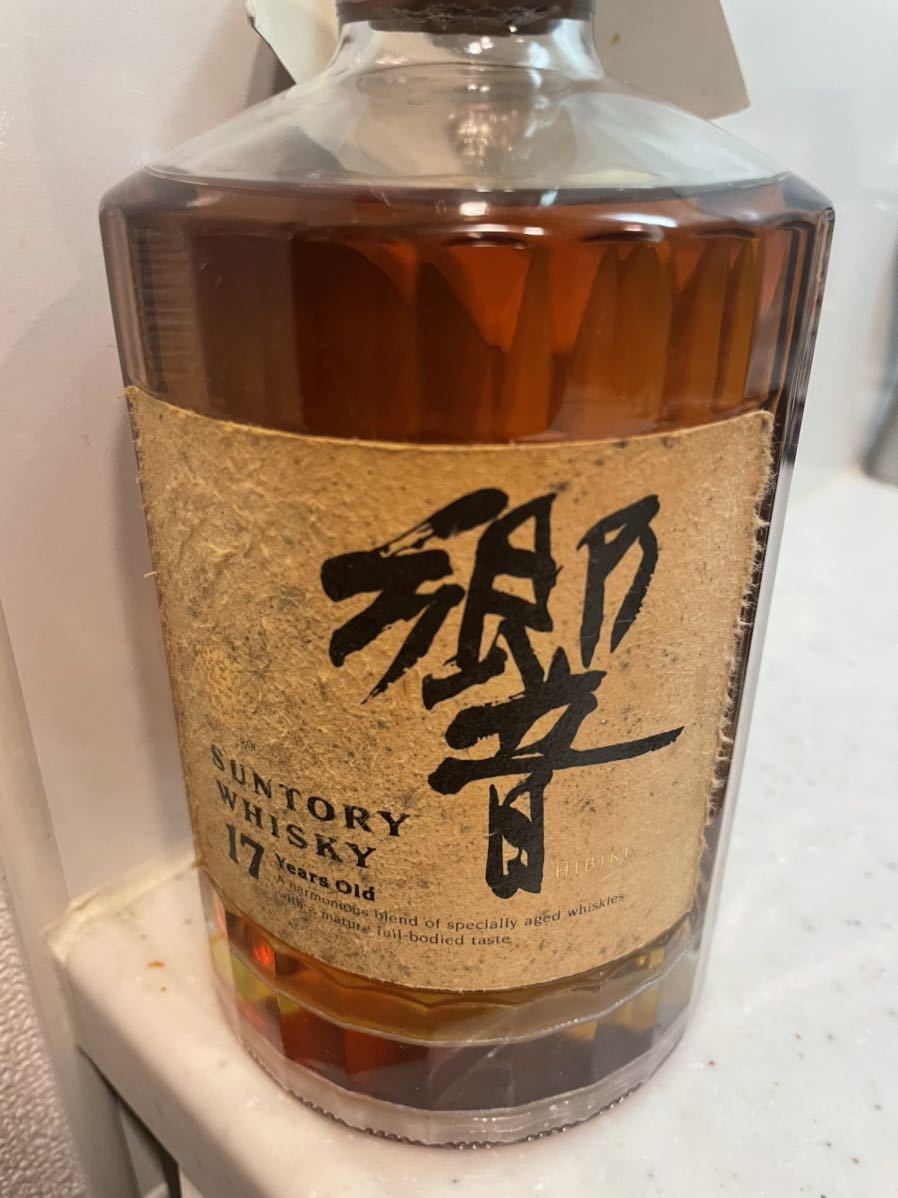 響
SUNTORY
WHISKY
17 Years Old
HIBIKI
A harmonious blend of specially aged whiskies
with a mature full-bodied taste